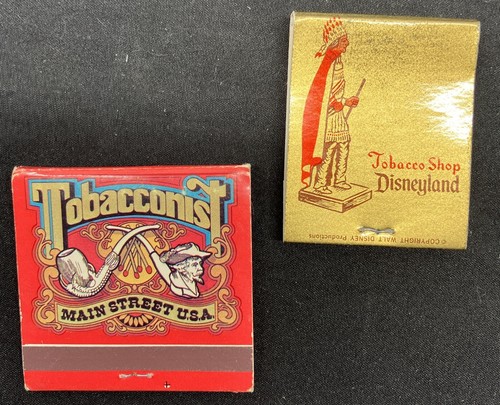 Tobacconist
MAIN STREET U.S.A.
Tobacco Shop
Disneyland
© COPYRIGHT WALT DISNEY Productions